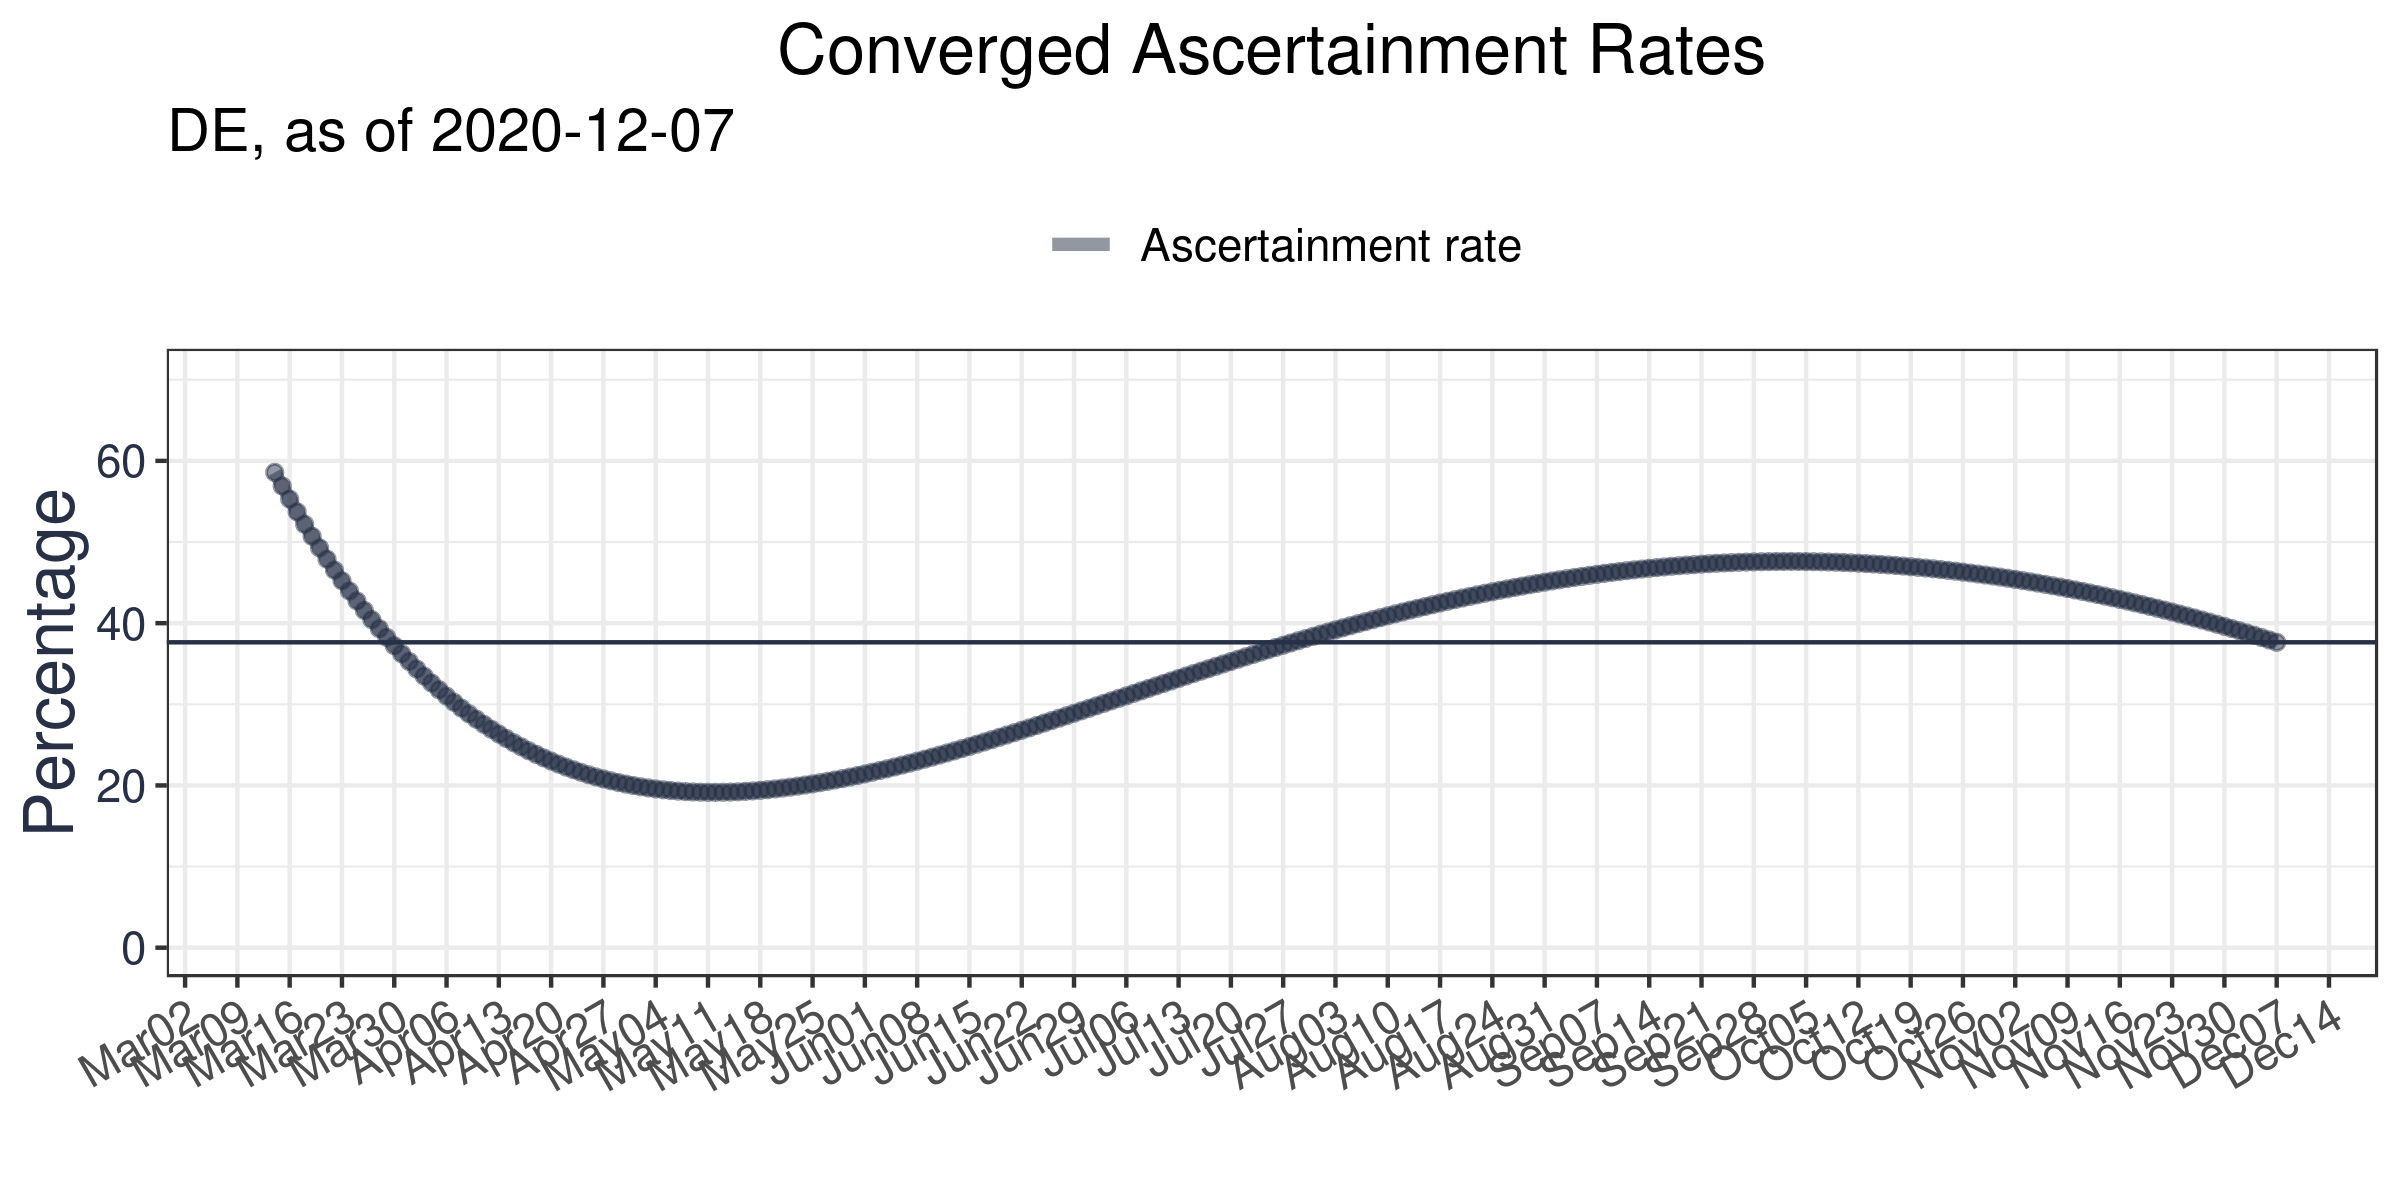 Converged Ascertainment Rates
DE, as of 2020-12-07
Ascertainment rate
Percentage
60
40
20
0
Mar02 Mar09 Mar16 Mar23 Mar30 Apr06 Apr13 Apr20 Apr27 May04 May11 May18 May25 Jun01 Jun08 Jun15 Jun22 Jun29 Jul06 Jul13 Jul20 Jul27 Aug03 Aug10 Aug17 Aug24 Aug31 Sep07 Sep14 Sep21 Sep28 Oct05 Oct12 Oct19 Oct26 Nov02 Nov09 Nov16 Nov23 Nov30 Dec07 Dec14